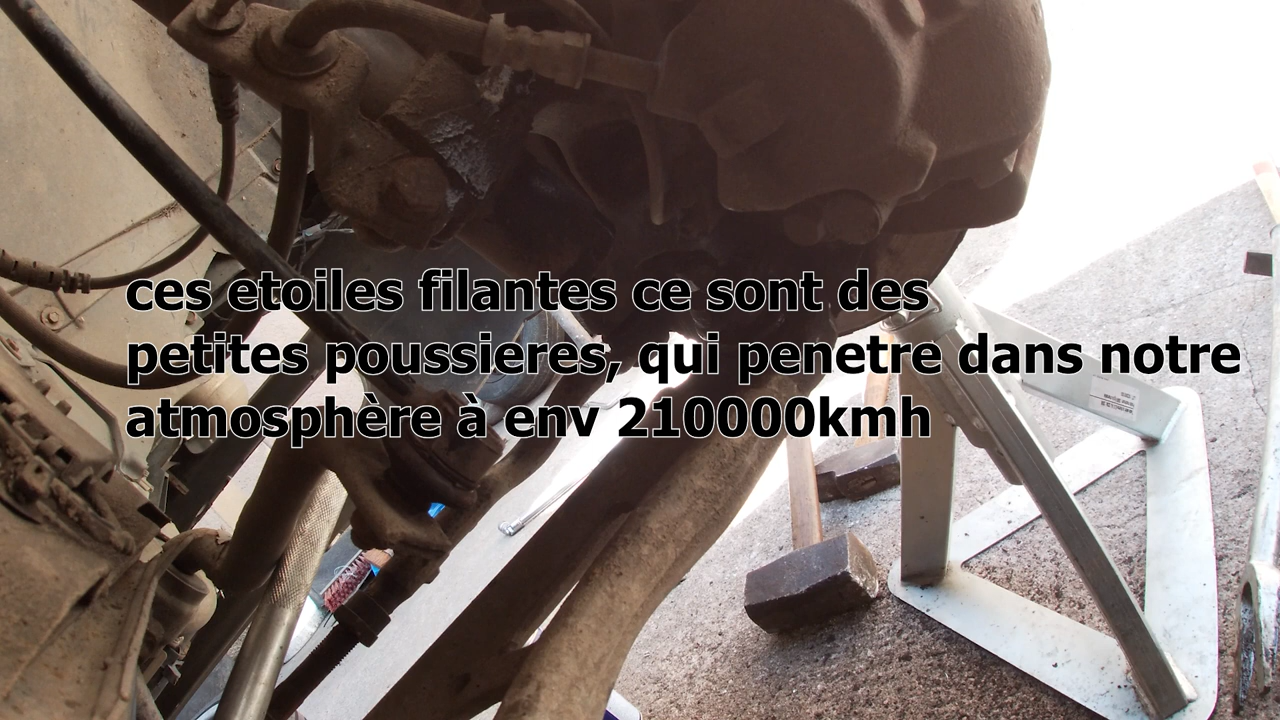 ces etoiles filantes ce sont des
petites poussieres, qui penetre dans notre
atmosphère à env 210000kmh